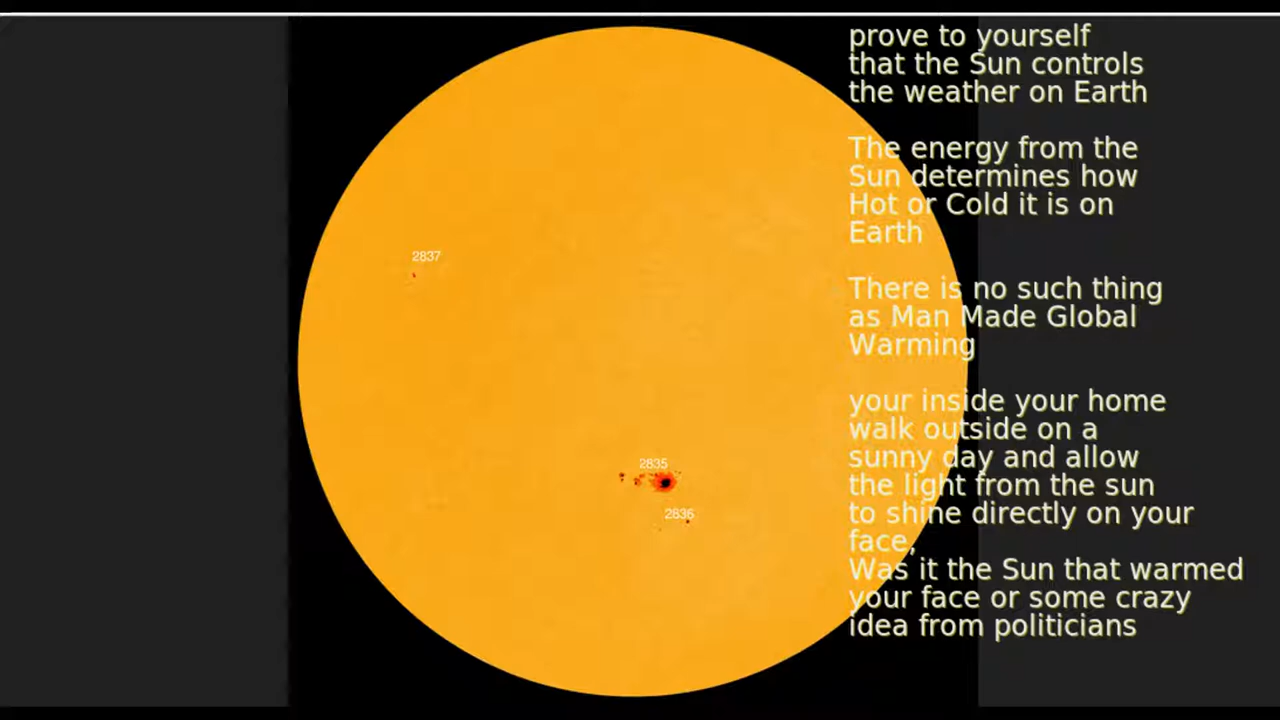 prove to yourself
that the Sun controls
the weather on Earth
The energy from the
Sun determines how
Hot or Cold it is on
Earth
There is no such thing
as Man Made Global
Warming
your inside your home
walk outside on a
sunny day and allow
the light from the sun
to shine directly on your
face,
Was it the Sun that warmed
your face or some crazy
idea from politicians
2837
2835
2836